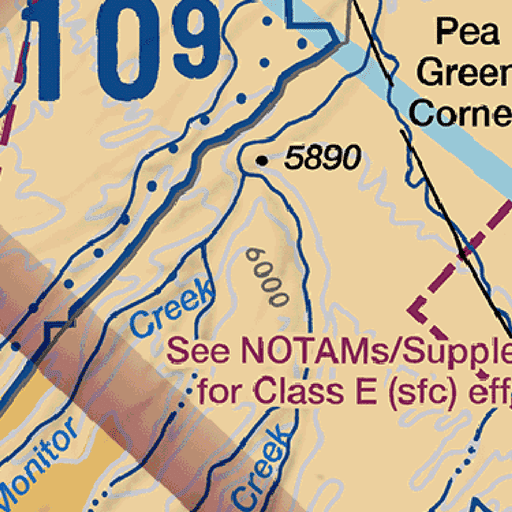 109
Pea
Green
Corne
5890
6000
Creek
See NOTAMs/Supple
for Class E (sfc) eff
Monitor
Creek